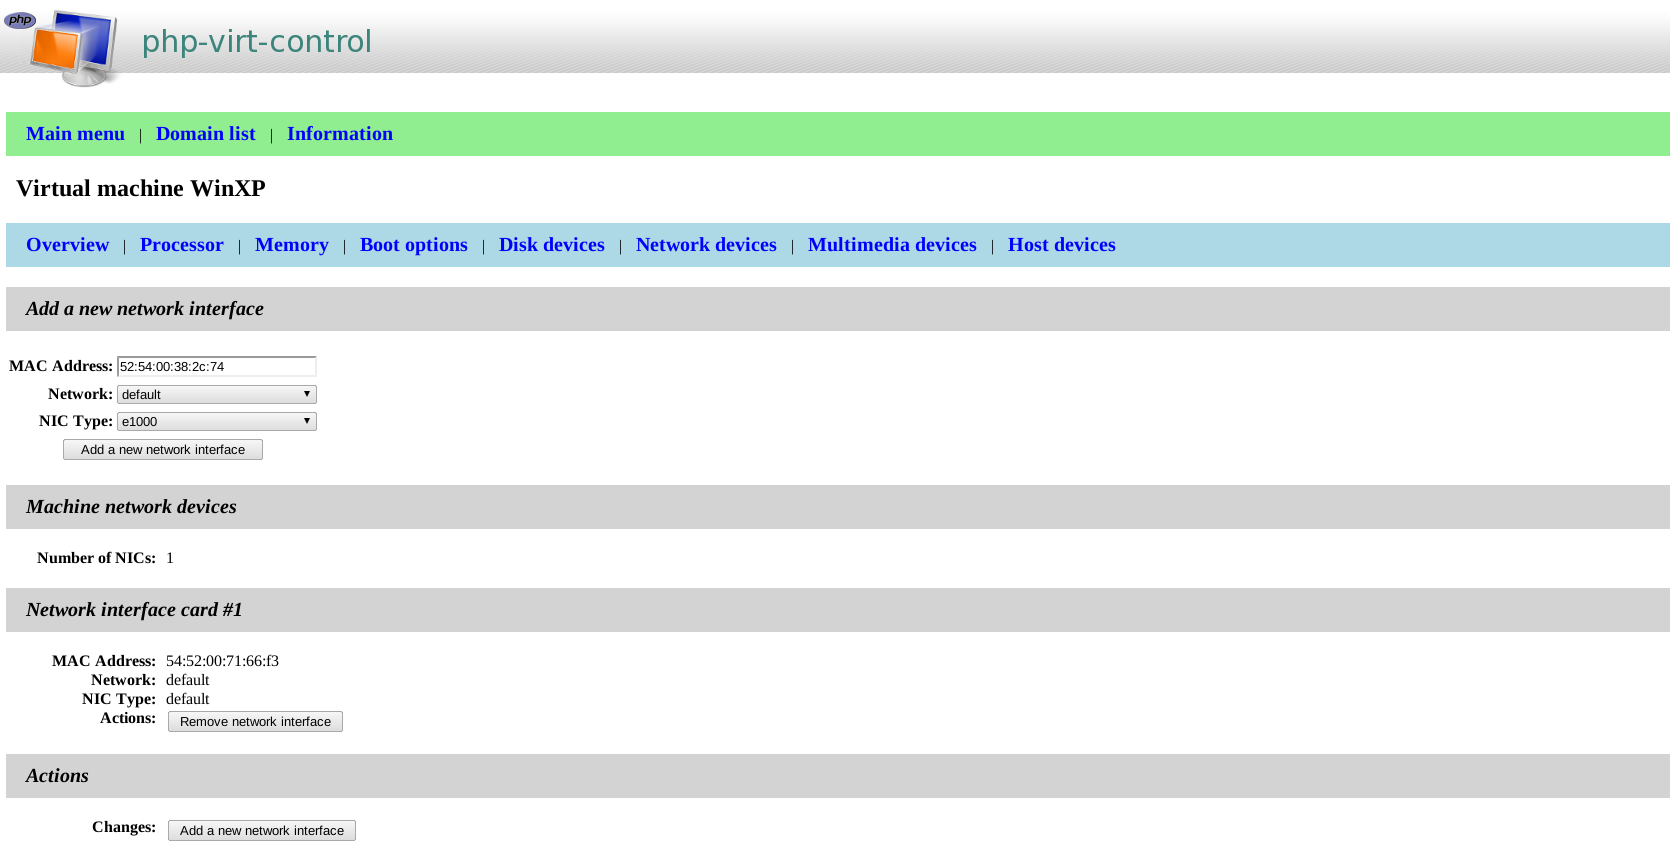 php
php-virt-control
Main menu | Domain list | Information
Virtual machine WinXP
Overview | Processor | Memory | Boot options | Disk devices | Network devices | Multimedia devices | Host devices
Add a new network interface
MAC Address: 52:54:00:38:2c:74
Network: default
NIC Type: e1000
Add a new network interface
Machine network devices
Number of NICs: 1
Network interface card #1
MAC Address: 54:52:00:71:66:f3
Network: default
NIC Type: default
Actions: Remove network interface
Actions
Changes: Add a new network interface